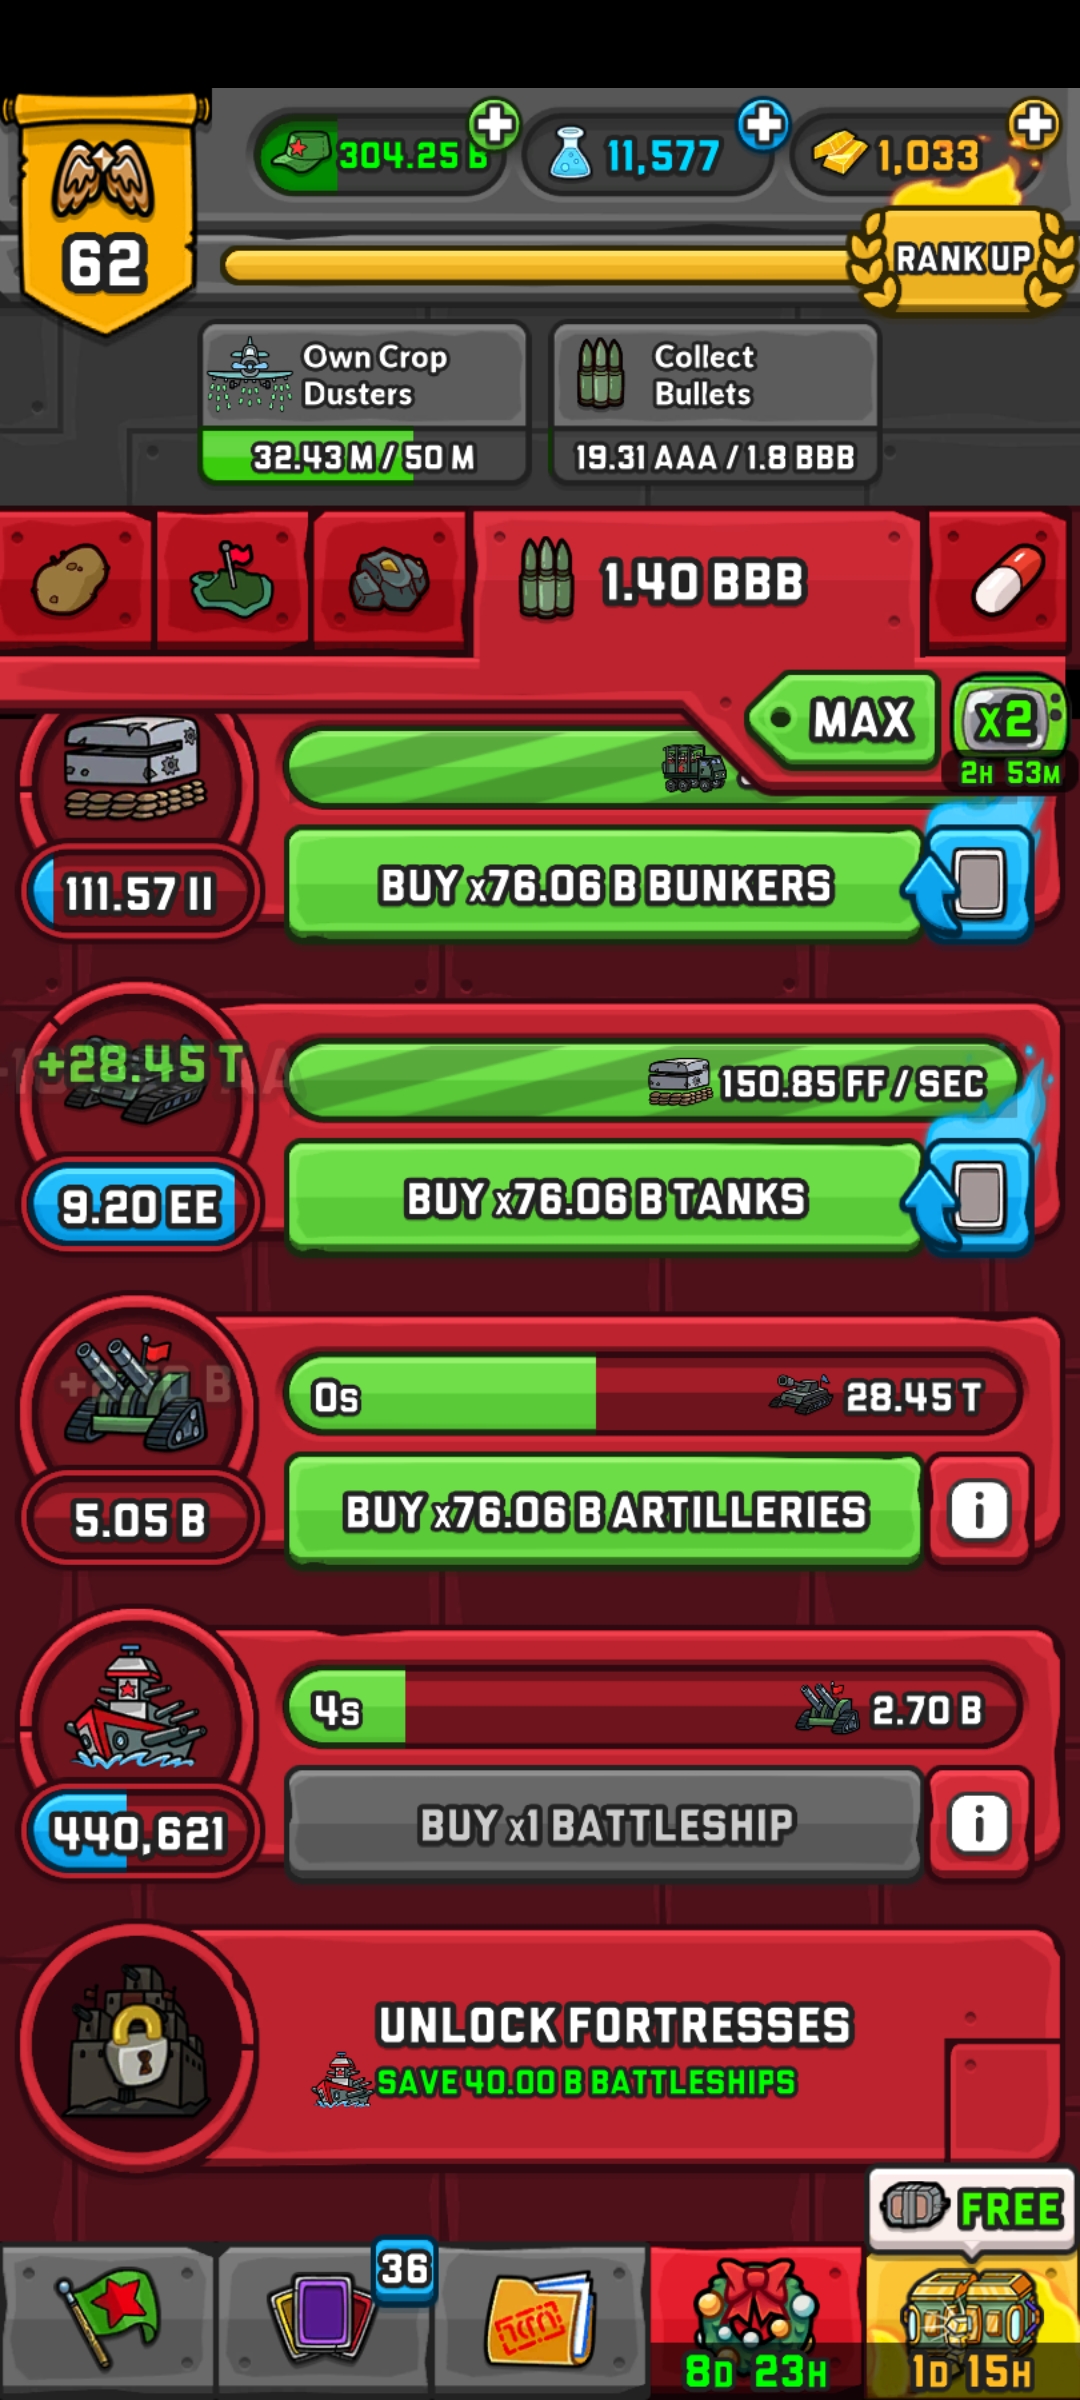 304.25 B
11,577
1,033
62
RANK UP
Own Crop
Dusters
32.43 M / 50 M
Collect
Bullets
19.31 AAA / 1.8 BBB
1.40 BBB
MAX
x2
2H 53M
111.57 II
BUY x76.06 B BUNKERS
+28.45 T
150.85 FF / SEC
9.20 EE
BUY x76.06 B TANKS
0s
28.45 T
5.05 B
BUY x76.06 B ARTILLERIES
i
4s
2.70 B
440,621
BUY x1 BATTLESHIP
i
UNLOCK FORTRESSES
SAVE 40.00 B BATTLESHIPS
FREE
36
8D 23H
1D 15H